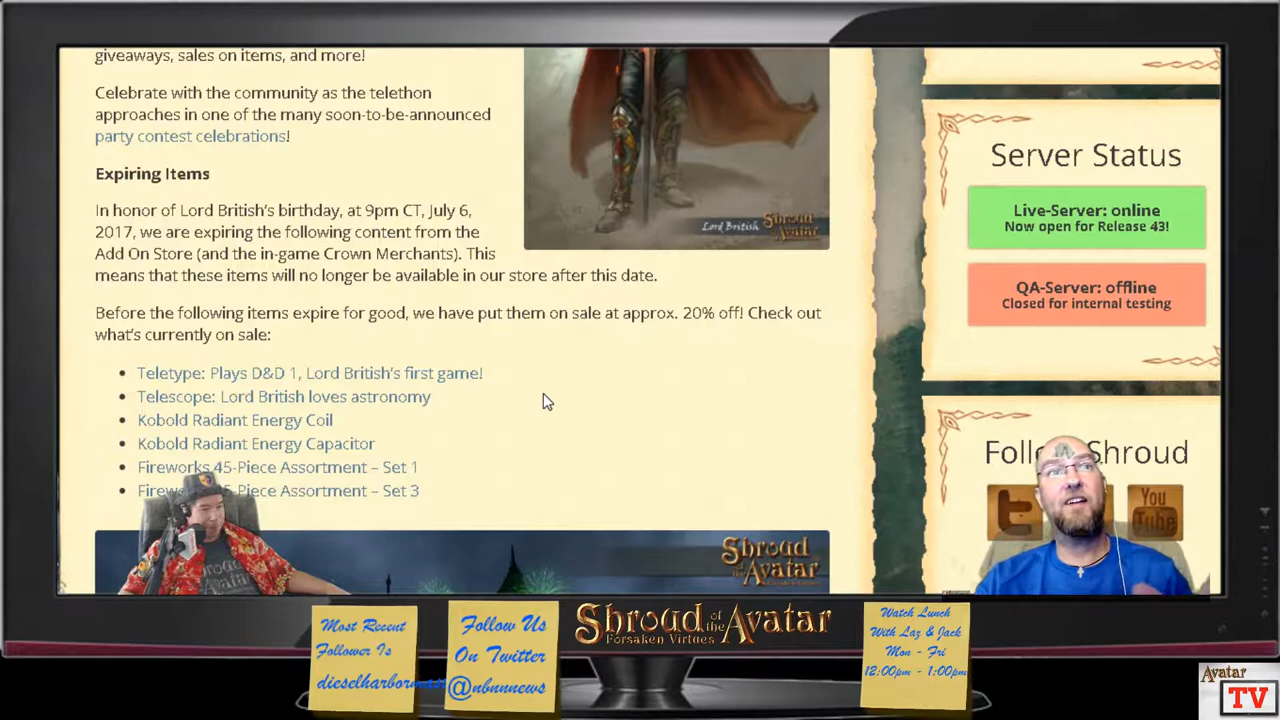 giveaways, sales on items, and more!
Celebrate with the community as the telethon
approaches in one of the many soon-to-be-announced
party contest celebrations!
Expiring Items
In honor of Lord British's birthday, at 9pm CT, July 6,
2017, we are expiring the following content from the
Add On Store (and the in-game Crown Merchants). This
means that these items will no longer be available in our store after this date.
Before the following items expire for good, we have put them on sale at approx. 20% off! Check out
what's currently on sale:
Teletype: Plays D&D 1, Lord British's first game!
Telescope: Lord British loves astronomy
Kobold Radiant Energy Coil
Kobold Radiant Energy Capacitor
Fireworks 45-Piece Assortment – Set 1
-Piece Assortment – Set 3
Lord British
Shroud
of the Avatar
Shroud
of the Avatar
Server Status
Live-Server: online
Now open for Release 43!
QA-Server: offline
Closed for internal testing
Shroud
You
Tube
Shroud
Avatar
Most Recent
Follower Is
Follow Us
On Twitter
@nbnnnews
Shroud of the Avatar
Forsaken Virtues
Watch Lunch
With Laz & Jack
Mon - Fri
12:00pm - 1:00pm
Avatar
TV